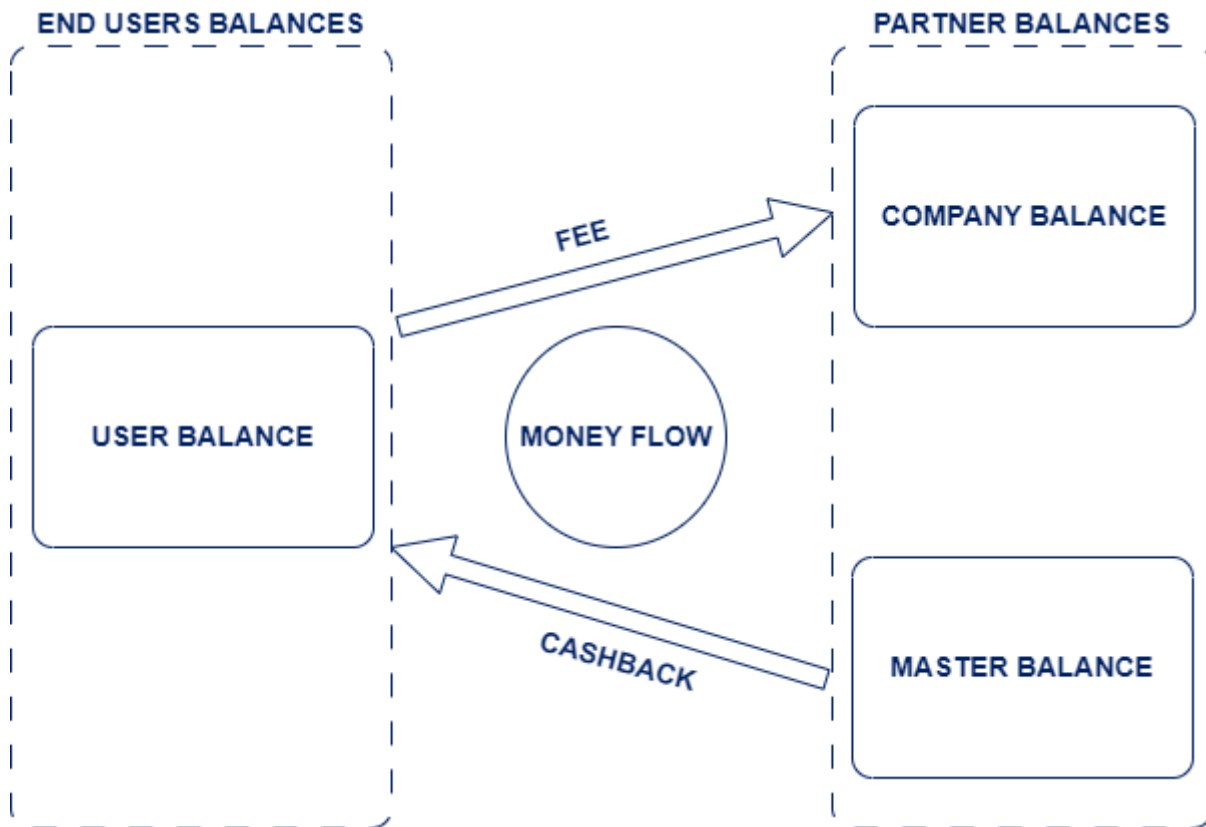 END USERS BALANCES
PARTNER BALANCES
COMPANY BALANCE
FEE
USER BALANCE
MONEY FLOW
CASHBACK
MASTER BALANCE